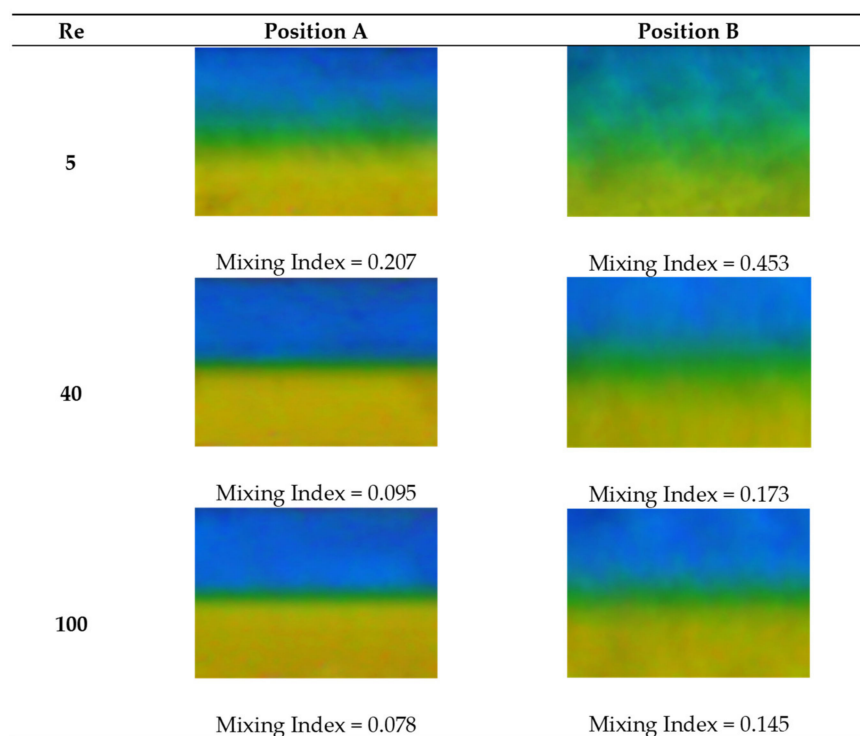 Re Position A Position B
5
Mixing Index = 0.207 Mixing Index = 0.453
40
Mixing Index = 0.095 Mixing Index = 0.173
100
Mixing Index = 0.078 Mixing Index = 0.145